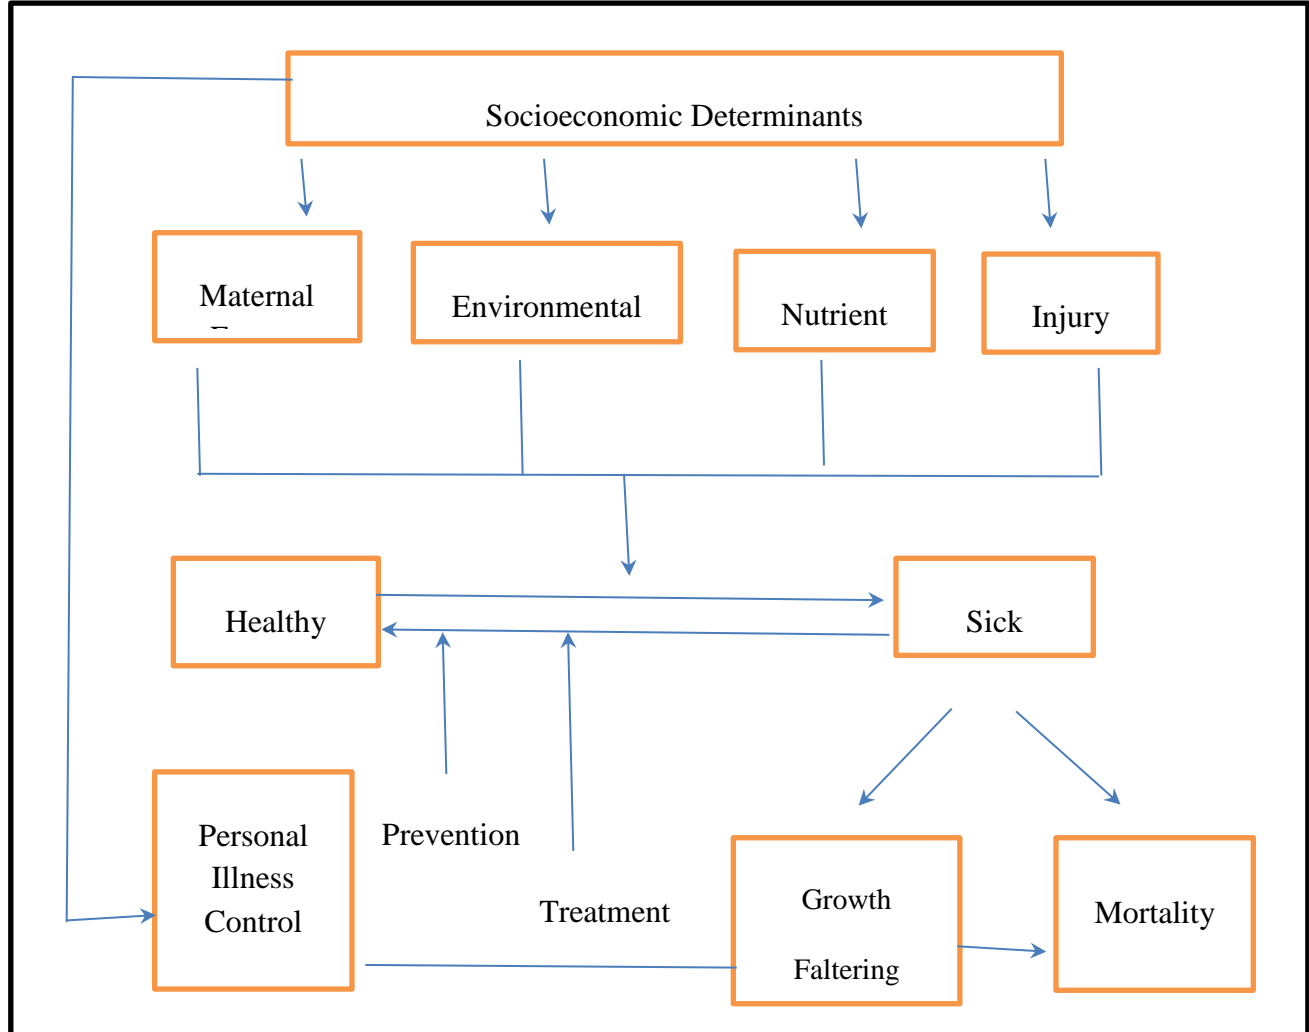 Socioeconomic Determinants
Maternal
Environmental
Nutrient
Injury
Healthy
Sick
Personal
Illness
Control
Prevention
Treatment
Growth
Faltering
Mortality